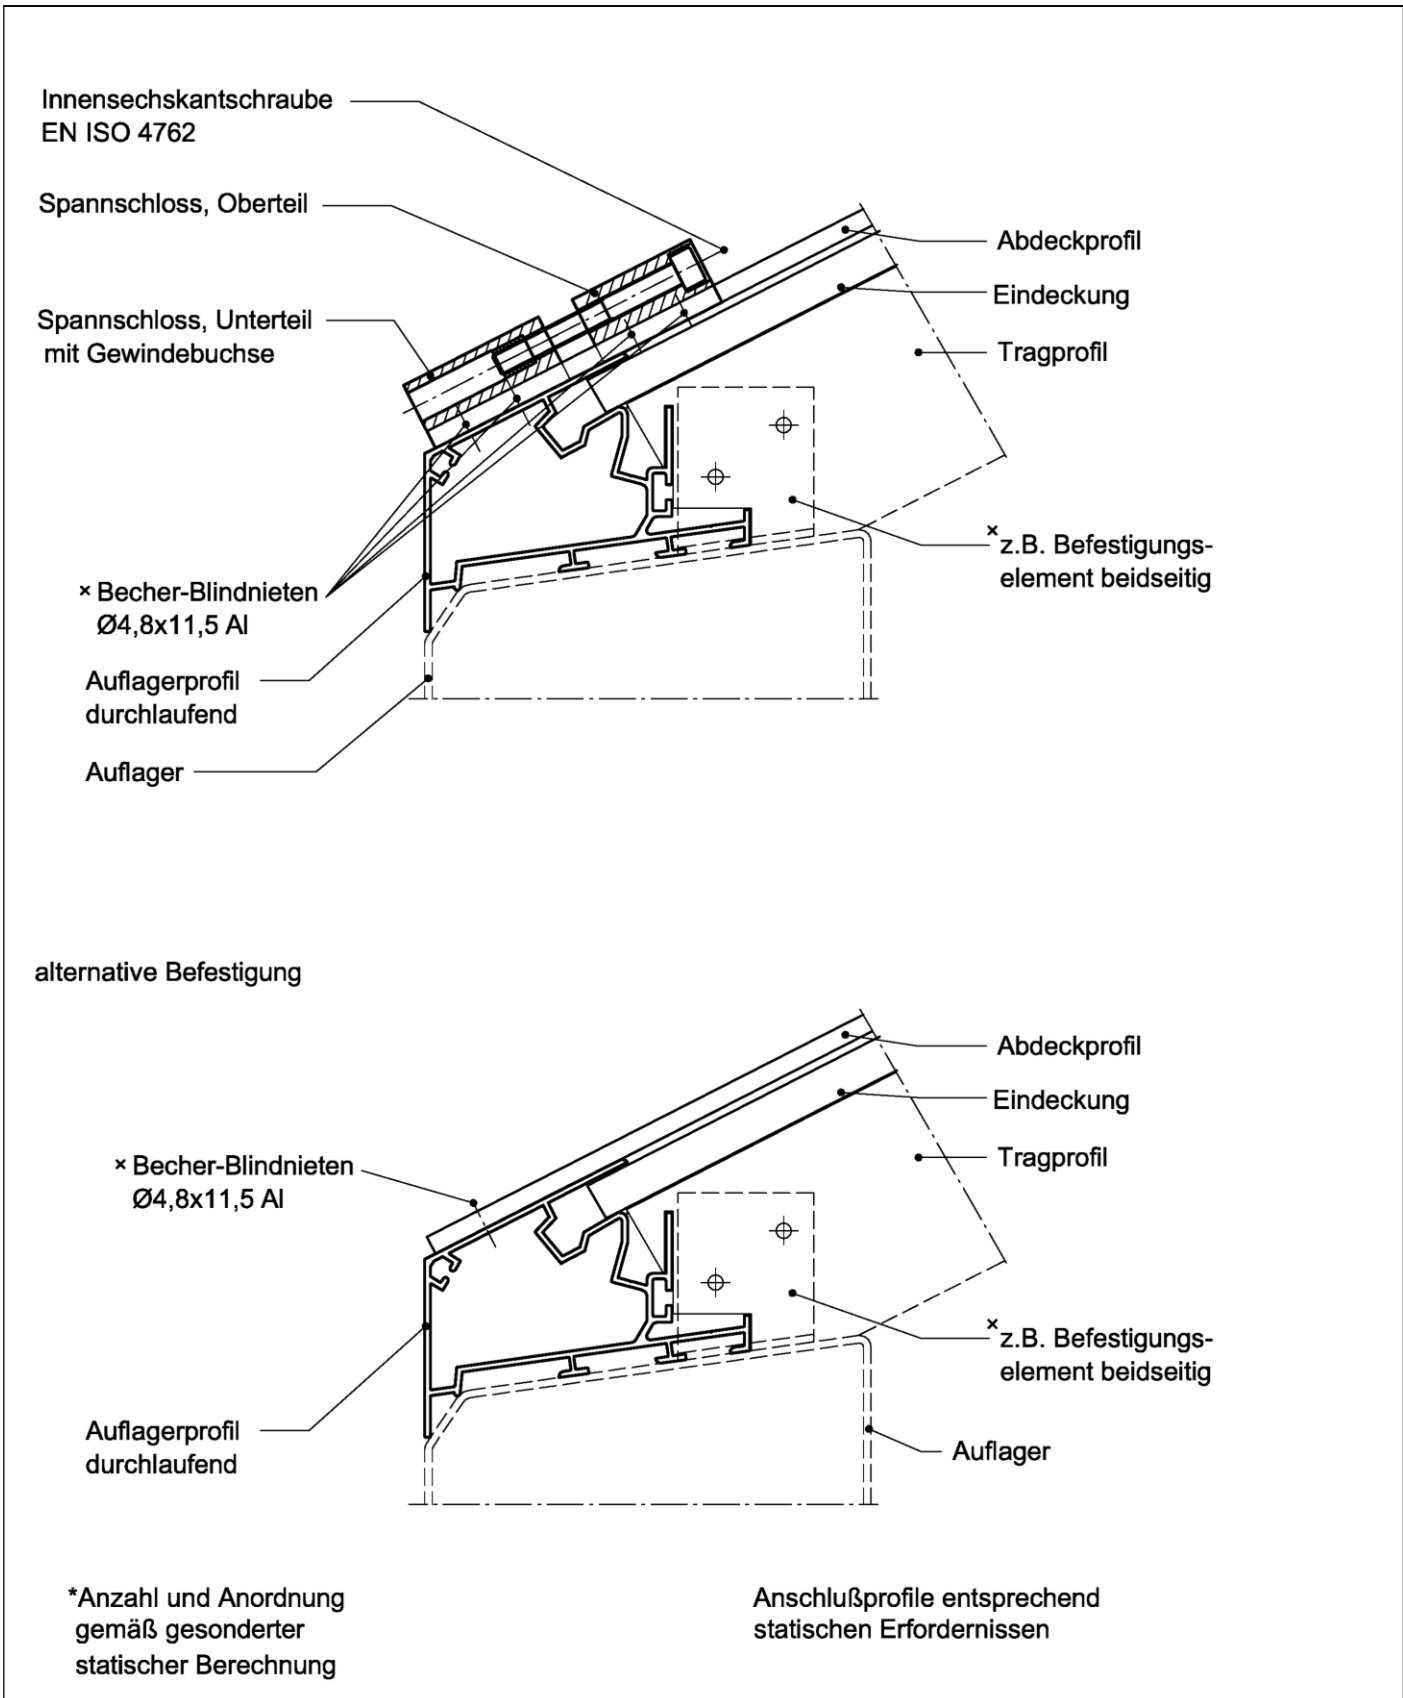 Innensechskantschraube
EN ISO 4762
Spannschloss, Oberteil
Spannschloss, Unterteil
mit Gewindebuchse
Abdeckprofil
Eindeckung
Tragprofil
× z.B. Befestigungs-
element beidseitig
× Becher-Blindnieten
Ø4,8x11,5 Al
Auflagerprofil
durchlaufend
Auflager
alternative Befestigung
Abdeckprofil
Eindeckung
Tragprofil
× Becher-Blindnieten
Ø4,8x11,5 Al
× z.B. Befestigungs-
element beidseitig
Auflagerprofil
durchlaufend
Auflager
*Anzahl und Anordnung
gemäß gesonderter
statischer Berechnung
Anschlußprofile entsprechend
statischen Erfordernissen